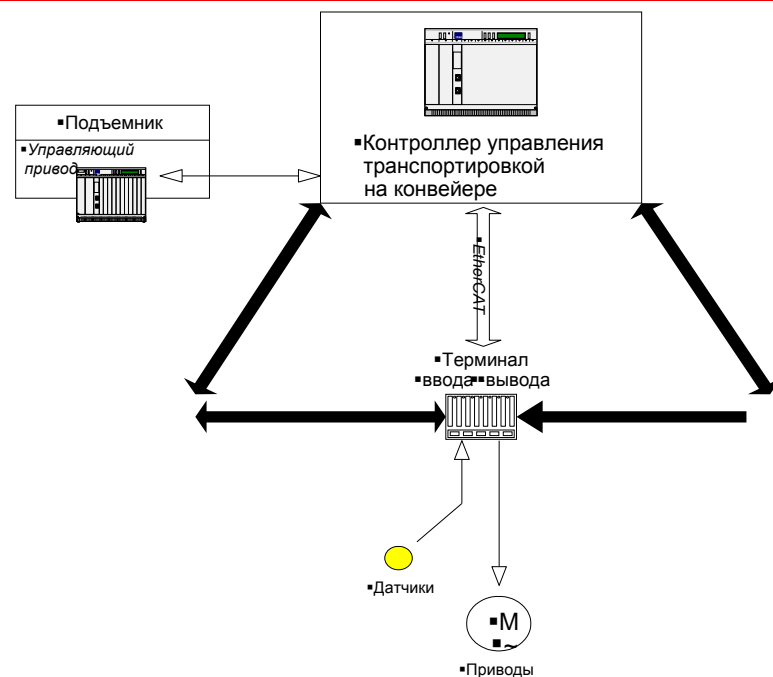 ▪Подъемник
▪Управляющий
привод
▪Контроллер управления
транспортировкой
на конвейере
▪EtherCAT
▪Терминал
▪ввода▪▪вывода
▪Датчики
▪M
▪~
▪Приводы